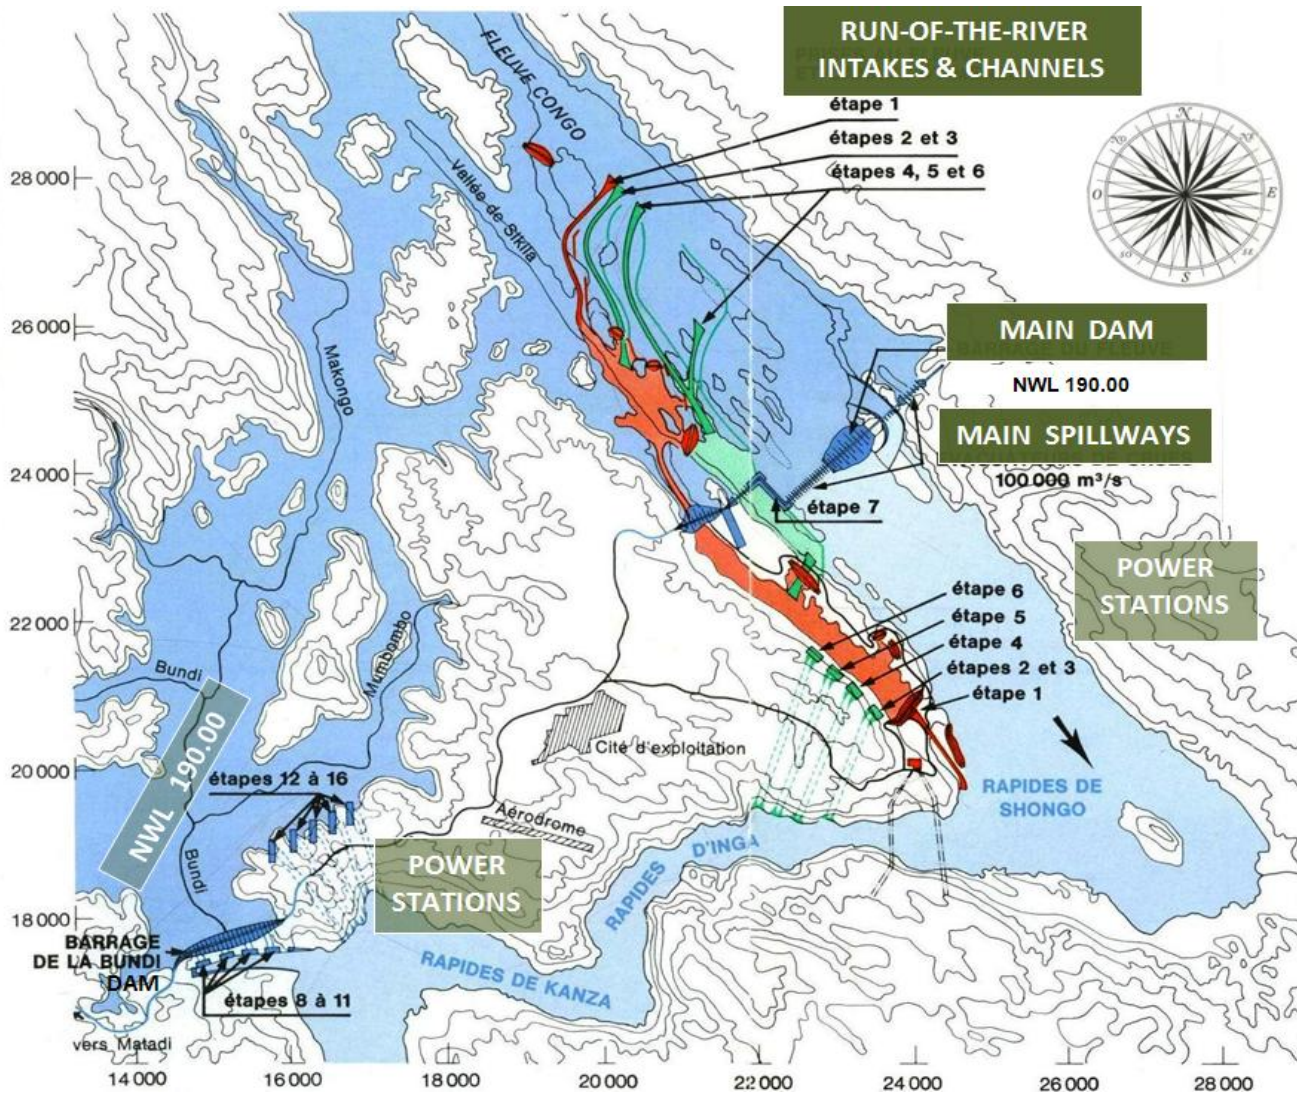 RUN-OF-THE-RIVER
INTAKES & CHANNELS
étape 1
étapes 2 et 3
étapes 4, 5 et 6
FLEUVE CONGO
Vallée de Sikila
N
NO
NE
O
E
SO
SE
S
28 000
26 000
24 000
22 000
20 000
18 000
MAIN DAM
NWL 190.00
MAIN SPILLWAYS
100 000 m³/s
étape 7
POWER
STATIONS
étape 6
étape 5
étape 4
étapes 2 et 3
étape 1
Makongo
Bundi
Mumbombo
NWL 190.00
Cité d'exploitation
étapes 12 à 16
Aérodrome
Bundi
POWER
STATIONS
RAPIDES DE
SHONGO
RAPIDES D'INGA
RAPIDES DE KANZA
BARRAGE
DE LA BUNDI
DAM
étapes 8 à 11
vers Matadi
14 000
16 000
18 000
20 000
22 000
24 000
26 000
28 000